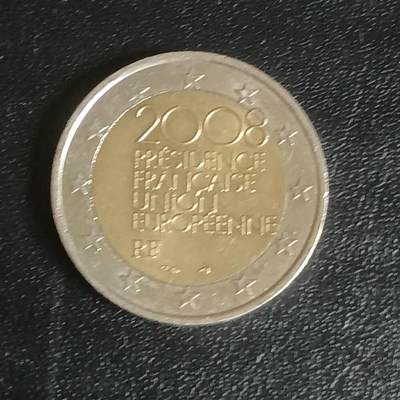 2008
PRÉSIDENCE
FRANÇAISE
UNION
EUROPÉENNE
RF